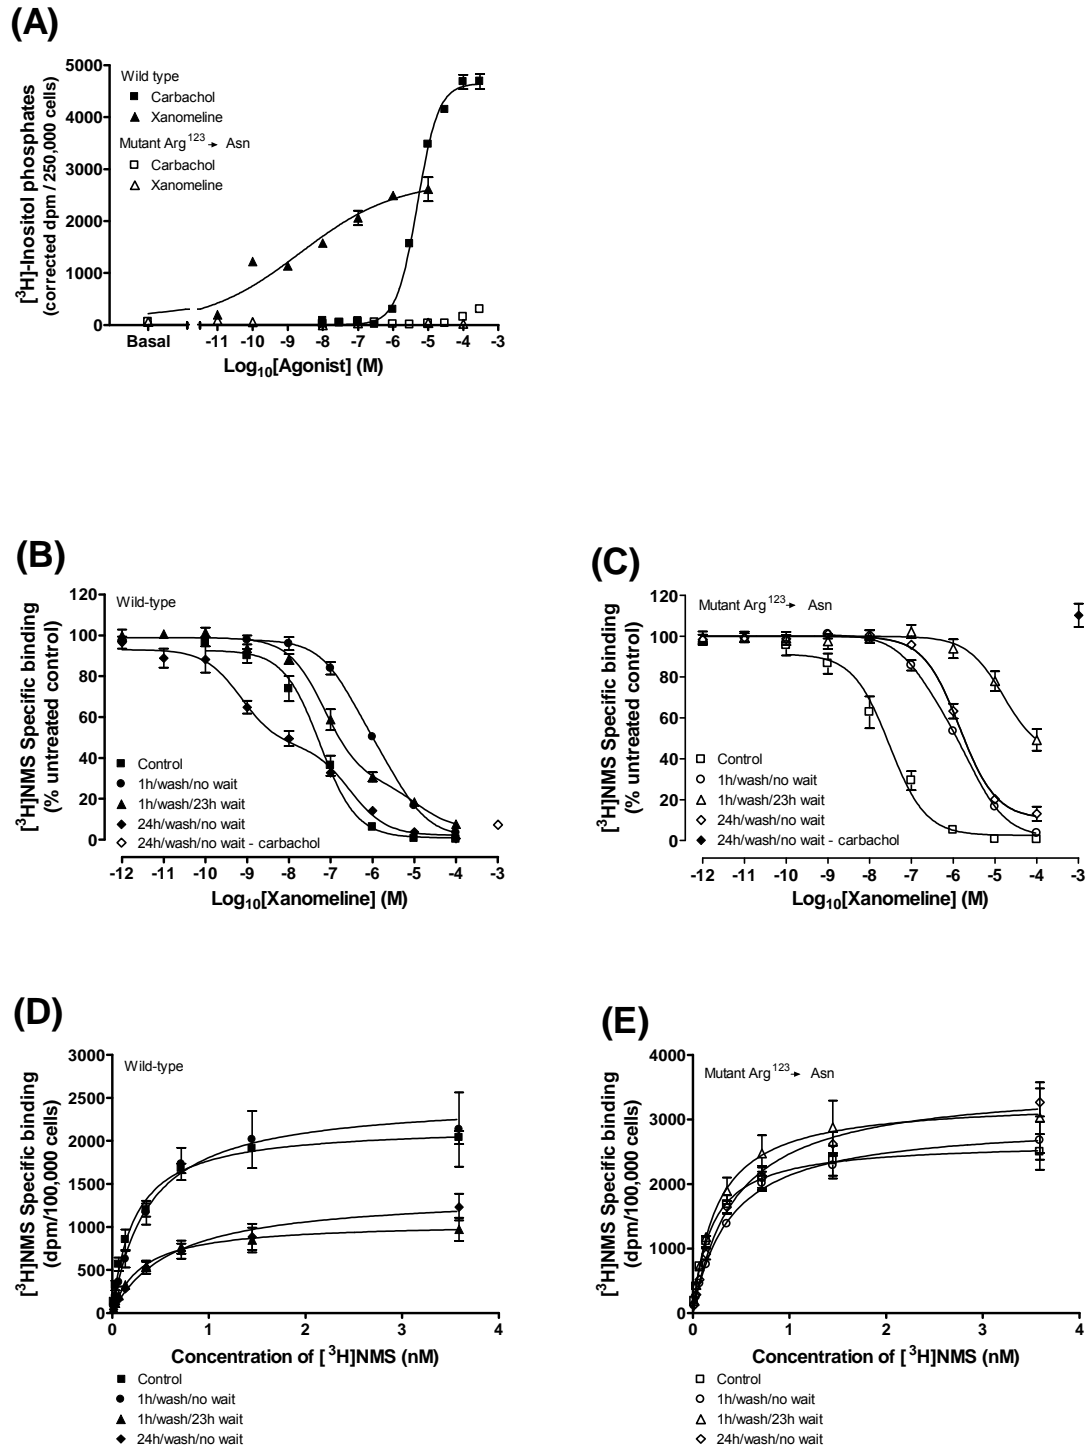 (A)
[³H]-Inositol phosphates
(corrected dpm / 250,000 cells)
5000
4000
3000
2000
1000
0
Wild type
Carbachol
Xanomeline
Mutant Arg¹²³→ Asn
Carbachol
Xanomeline
Basal -11 -10 -9 -8 -7 -6 -5 -4 -3
Log₁₀[Agonist] (M)
(B)
[³H]NMS Specific binding
(% untreated control)
120
100
80
60
40
20
0
Wild-type
Control
1h/wash/no wait
1h/wash/23h wait
24h/wash/no wait
24h/wash/no wait - carbachol
-12 -11 -10 -9 -8 -7 -6 -5 -4 -3
Log₁₀[Xanomeline] (M)
(C)
[³H]NMS Specific binding
(% untreated control)
120
100
80
60
40
20
0
Mutant Arg¹²³→ Asn
Control
1h/wash/no wait
1h/wash/23h wait
24h/wash/no wait
24h/wash/no wait - carbachol
-12 -11 -10 -9 -8 -7 -6 -5 -4 -3
Log₁₀[Xanomeline] (M)
(D)
[³H]NMS Specific binding
(dpm/100,000 cells)
3000
2500
2000
1500
1000
500
0
Wild-type
0 1 2 3 4
Concentration of [³H]NMS (nM)
Control
1h/wash/no wait
1h/wash/23h wait
24h/wash/no wait
(E)
[³H]NMS Specific binding
(dpm/100,000 cells)
4000
3000
2000
1000
0
Mutant Arg¹²³→ Asn
0 1 2 3 4
Concentration of [³H]NMS (nM)
Control
1h/wash/no wait
1h/wash/23h wait
24h/wash/no wait